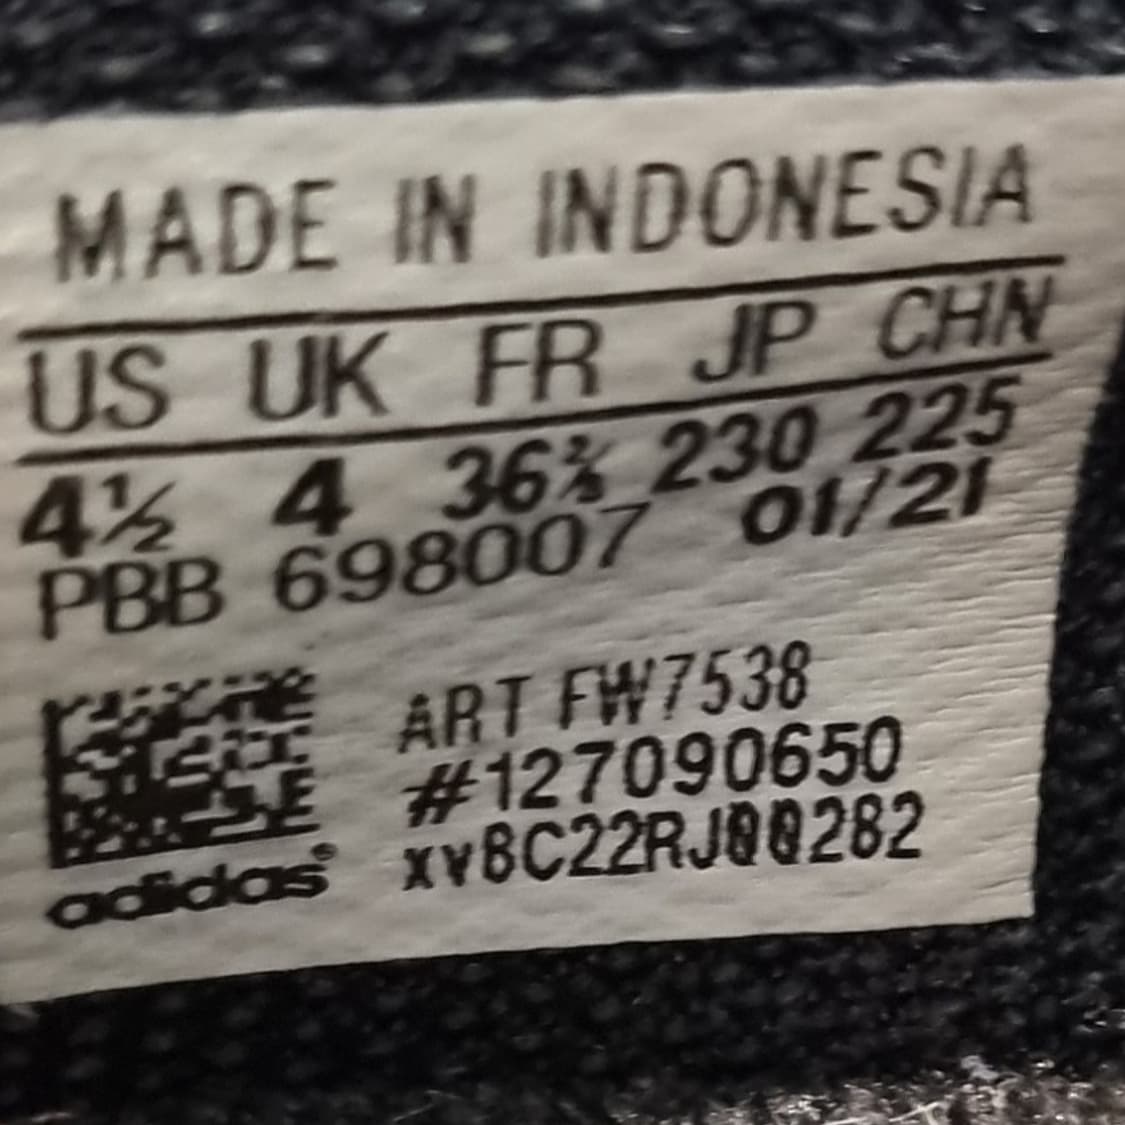 MADE IN INDONESIA
US UK FR JP CHN
4½ 4 36⅔ 230 225
PBB 698007 01/21
ART FW7538
#127090650
xvBC22RJ00282
adidas®